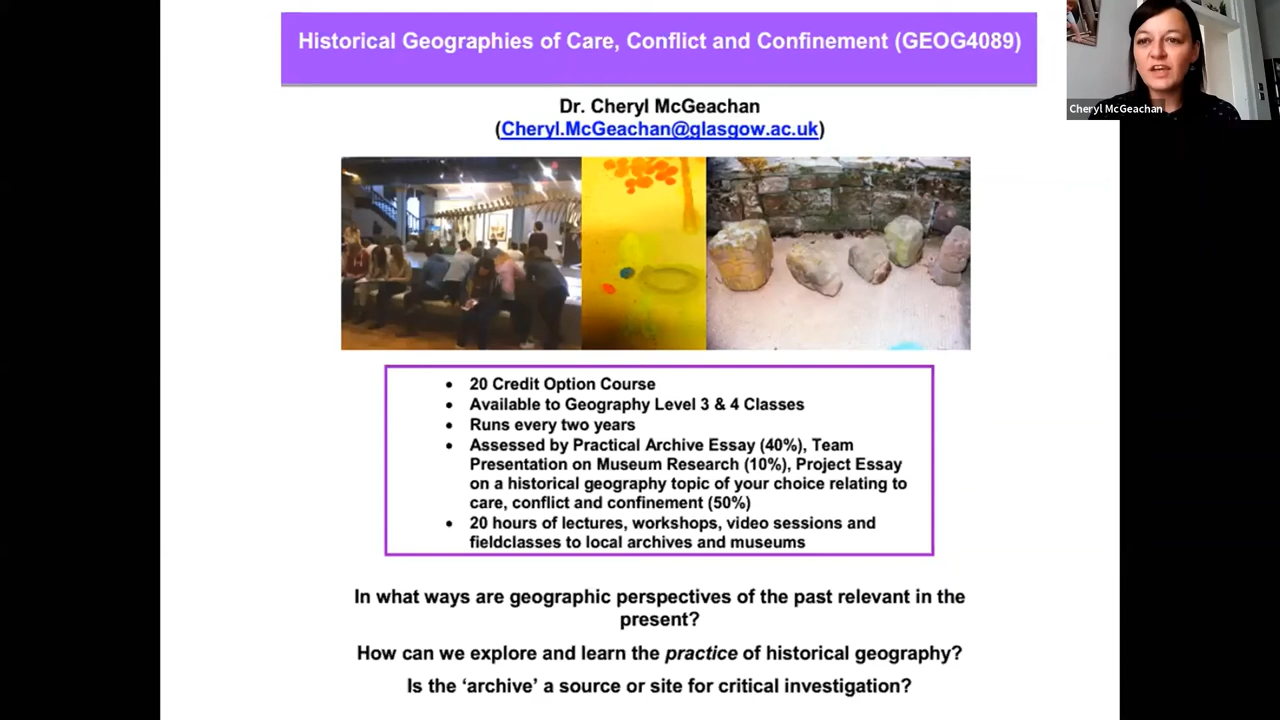 Historical Geographies of Care, Conflict and Confinement (GEOG4089)
Cheryl McGeachan
Dr. Cheryl McGeachan
(Cheryl.McGeachan@glasgow.ac.uk)
• 20 Credit Option Course
• Available to Geography Level 3 & 4 Classes
• Runs every two years
• Assessed by Practical Archive Essay (40%), Team
Presentation on Museum Research (10%), Project Essay
on a historical geography topic of your choice relating to
care, conflict and confinement (50%)
• 20 hours of lectures, workshops, video sessions and
fieldclasses to local archives and museums
In what ways are geographic perspectives of the past relevant in the
present?
How can we explore and learn the practice of historical geography?
Is the ‘archive’ a source or site for critical investigation?